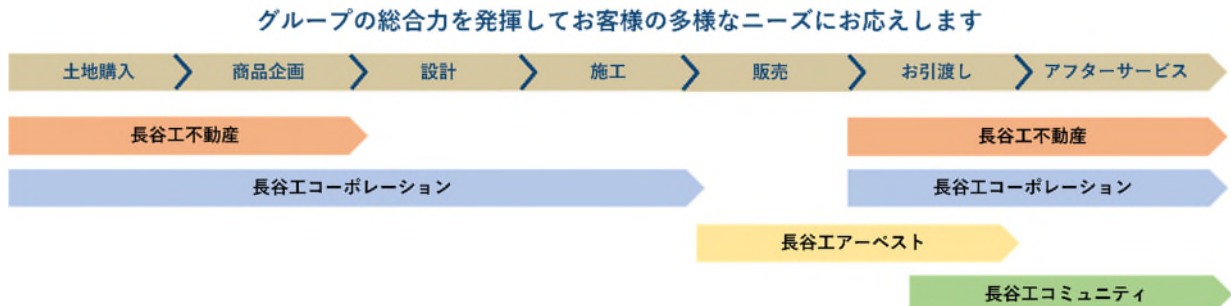 グループの総合力を発揮してお客様の多様なニーズにお応えします
土地購入 商品企画 設計 施工 販売 お引渡し アフターサービス
長谷工不動産 長谷工不動産
長谷工コーポレーション 長谷工コーポレーション
長谷工アーベスト
長谷工コミュニティ